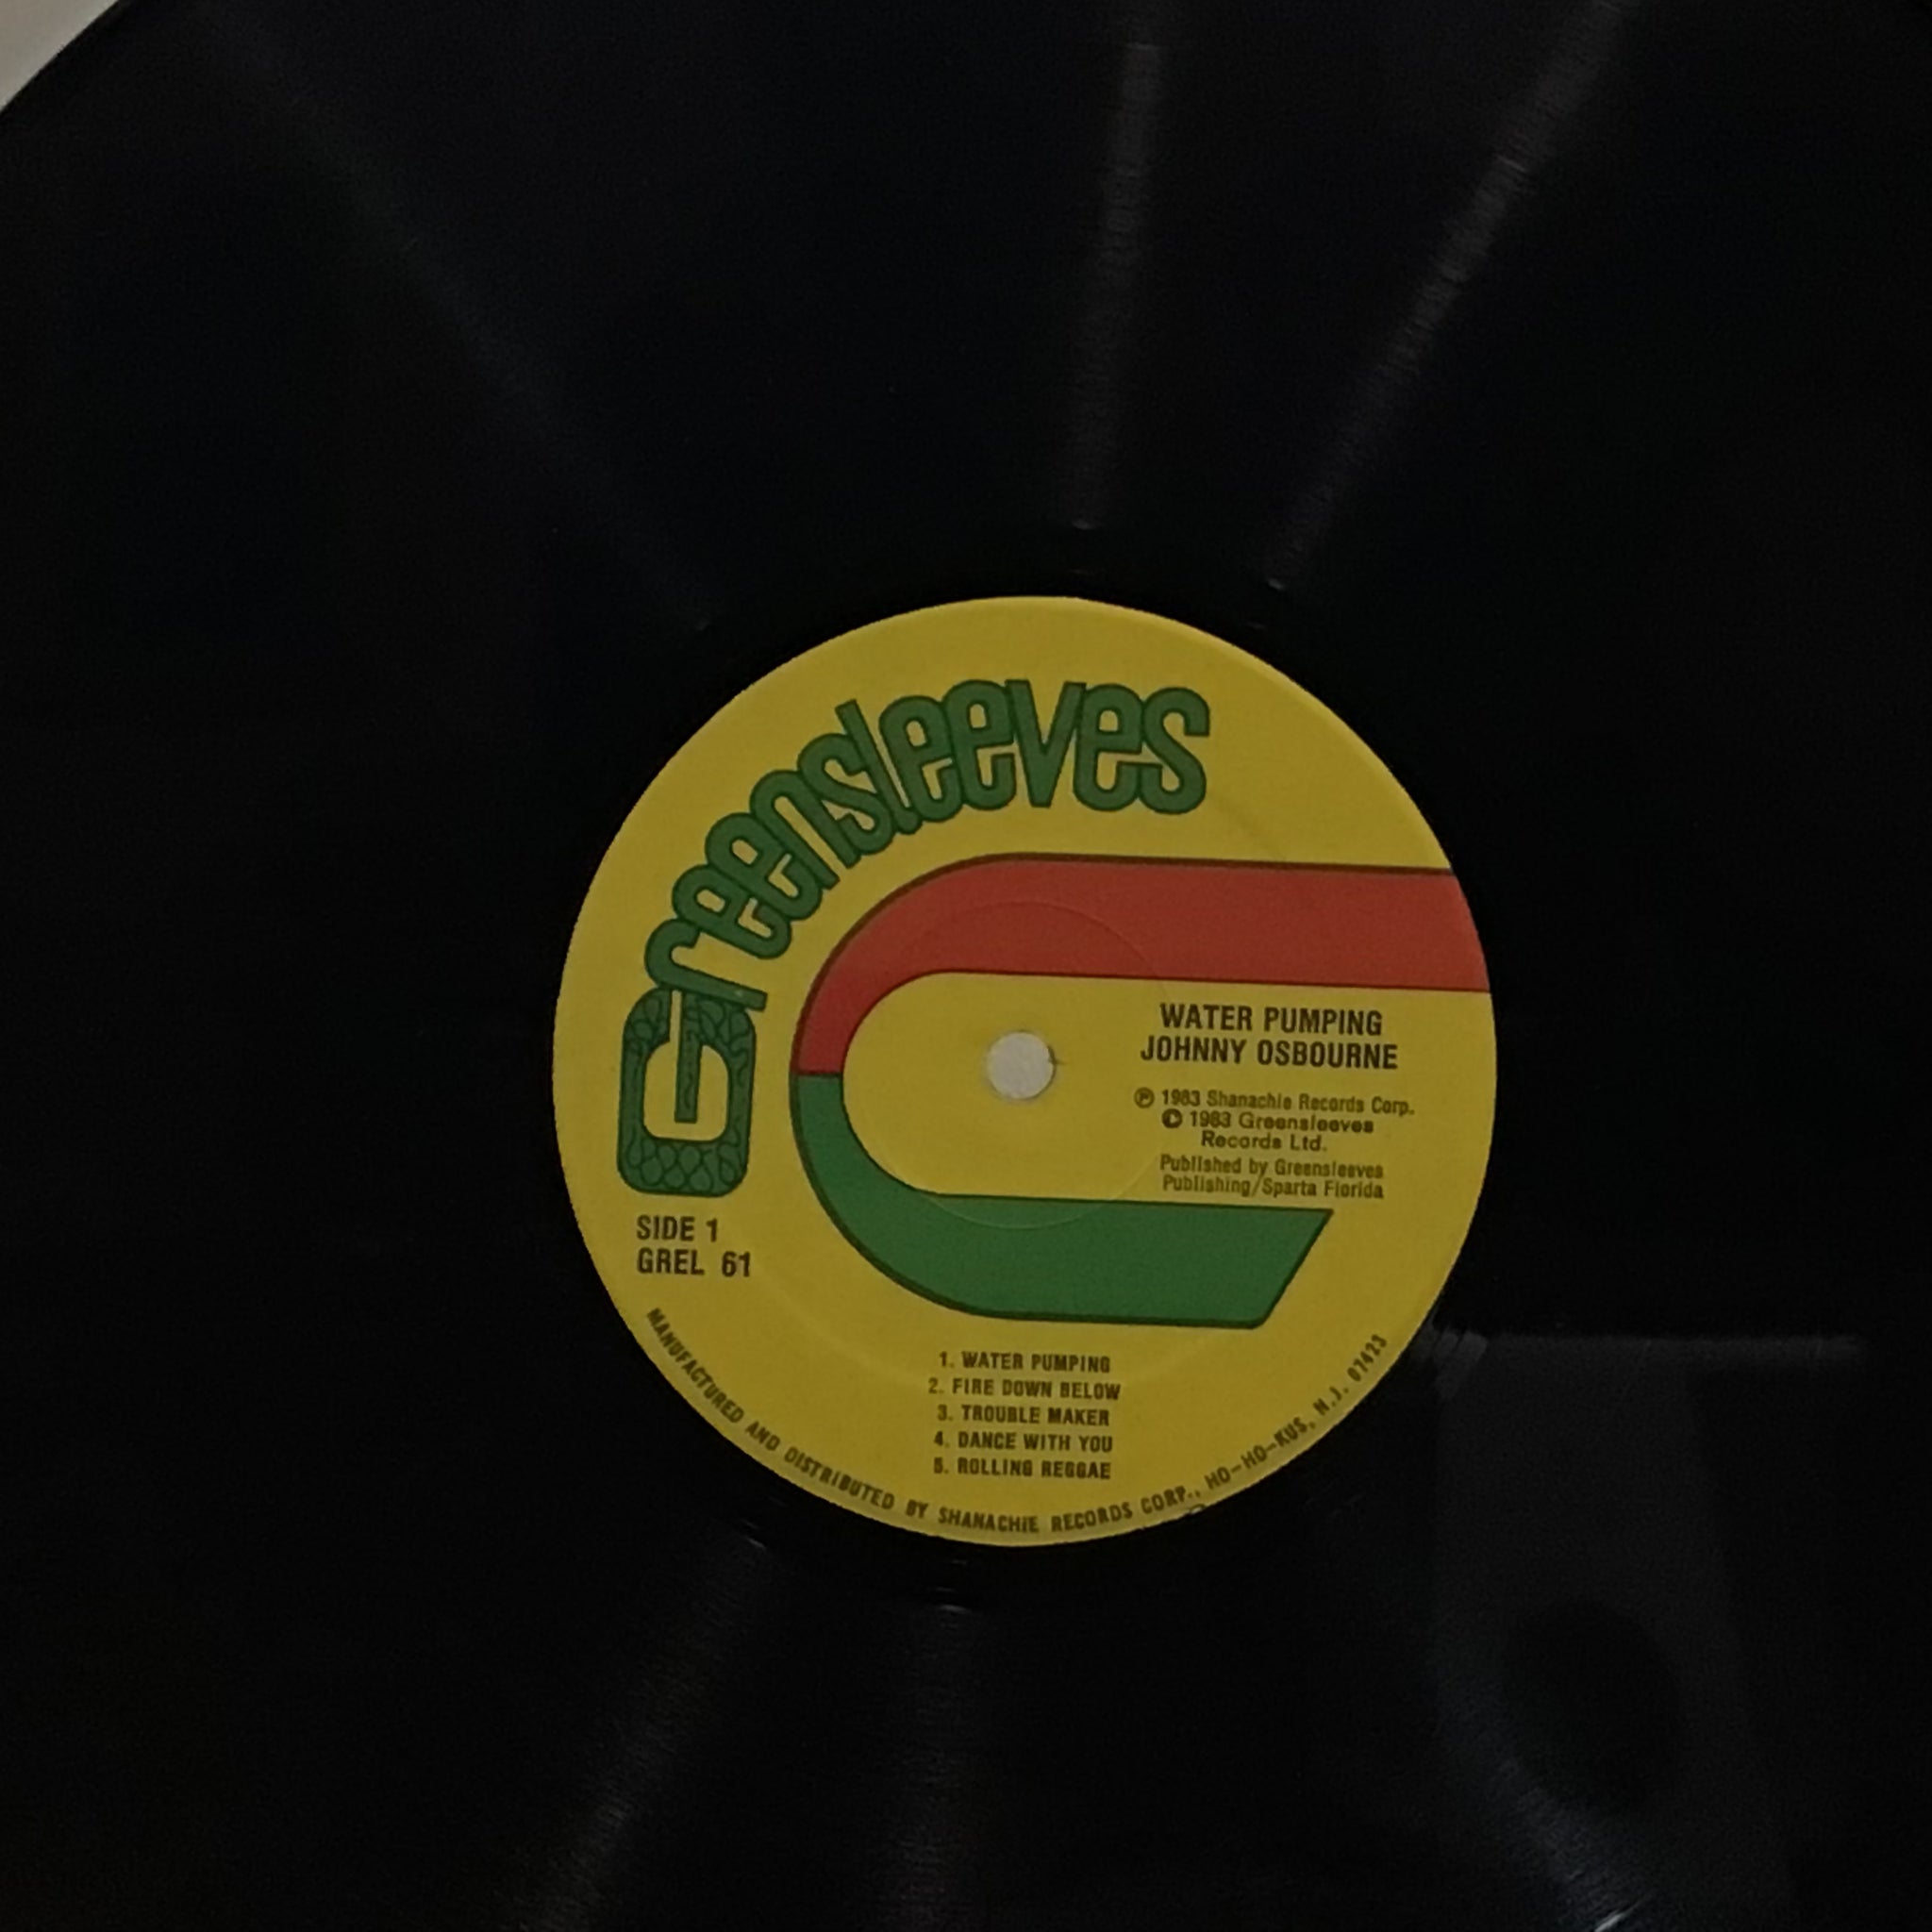 Greensleeves
WATER PUMPING
JOHNNY OSBOURNE
℗ 1983 Shanachie Records Corp.
© 1983 Greensleeves
Records Ltd.
Published by Greensleeves
Publishing/Sparta Florida
SIDE 1
GREL 61
1. WATER PUMPING
2. FIRE DOWN BELOW
3. TROUBLE MAKER
4. DANCE WITH YOU
5. ROLLING REGGAE
MANUFACTURED AND DISTRIBUTED BY SHANACHIE RECORDS CORP., HO-HO-KUS, N.J. 07423